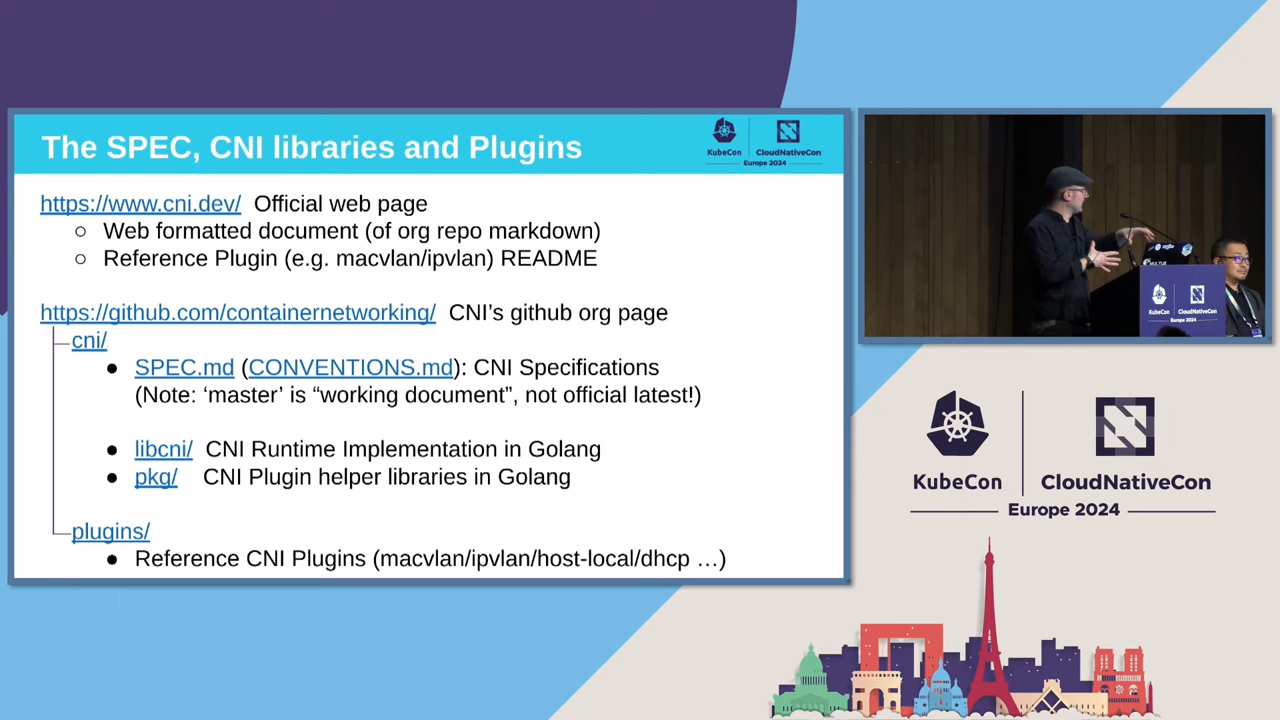 The SPEC, CNI libraries and Plugins
KubeCon
CloudNativeCon
Europe 2024
https://www.cni.dev/ Official web page
○ Web formatted document (of org repo markdown)
○ Reference Plugin (e.g. macvlan/ipvlan) README
https://github.com/containernetworking/ CNI's github org page
cni/
● SPEC.md (CONVENTIONS.md): CNI Specifications
(Note: ‘master’ is “working document”, not official latest!)
● libcni/ CNI Runtime Implementation in Golang
● pkg/ CNI Plugin helper libraries in Golang
plugins/
● Reference CNI Plugins (macvlan/ipvlan/host-local/dhcp …)
KubeCon
CloudNativeCon
Europe 2024
KubeCon
CloudNativeCon
Europe 2024